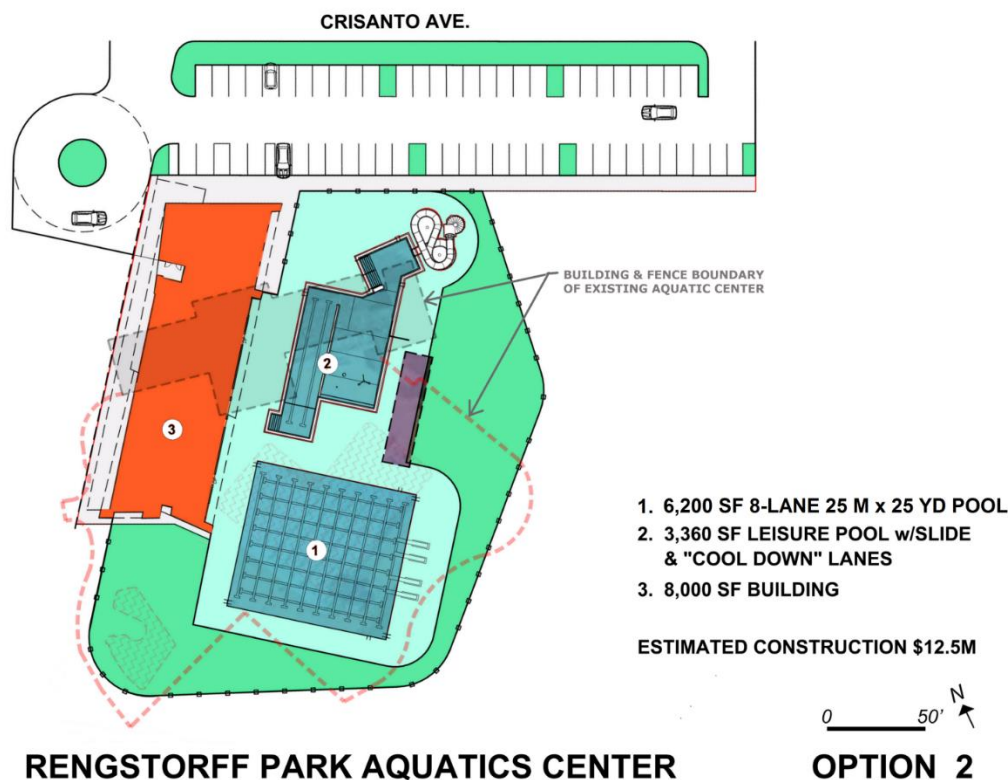 CRISANTO AVE.
BUILDING & FENCE BOUNDARY
OF EXISTING AQUATIC CENTER
2
3
1
1. 6,200 SF 8-LANE 25 M x 25 YD POOL
2. 3,360 SF LEISURE POOL w/SLIDE
& "COOL DOWN" LANES
3. 8,000 SF BUILDING
ESTIMATED CONSTRUCTION $12.5M
N
0 50'
RENGSTORFF PARK AQUATICS CENTER OPTION 2